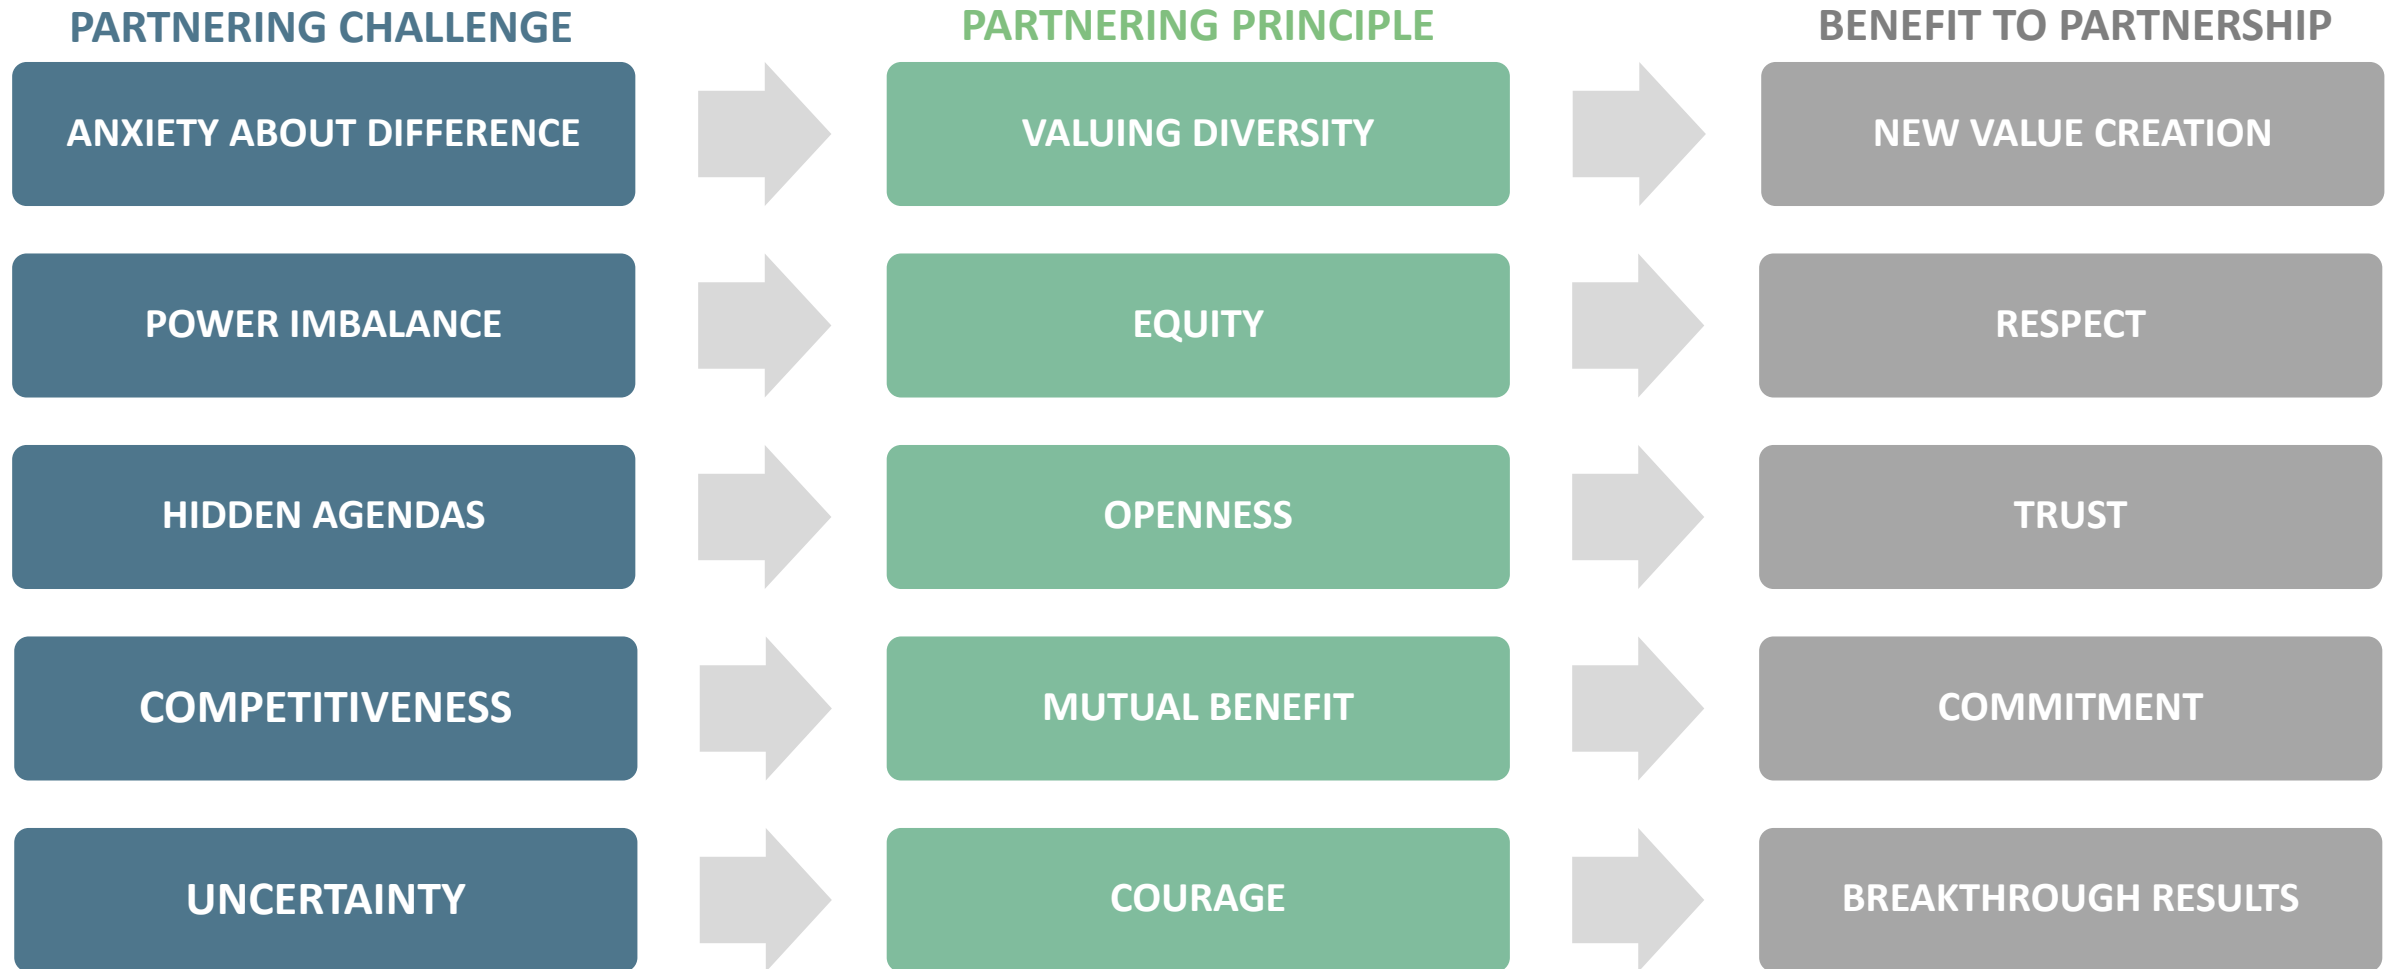 PARTNERING CHALLENGE
PARTNERING PRINCIPLE
BENEFIT TO PARTNERSHIP
ANXIETY ABOUT DIFFERENCE
VALUING DIVERSITY
NEW VALUE CREATION
POWER IMBALANCE
EQUITY
RESPECT
HIDDEN AGENDAS
OPENNESS
TRUST
COMPETITIVENESS
MUTUAL BENEFIT
COMMITMENT
UNCERTAINTY
COURAGE
BREAKTHROUGH RESULTS